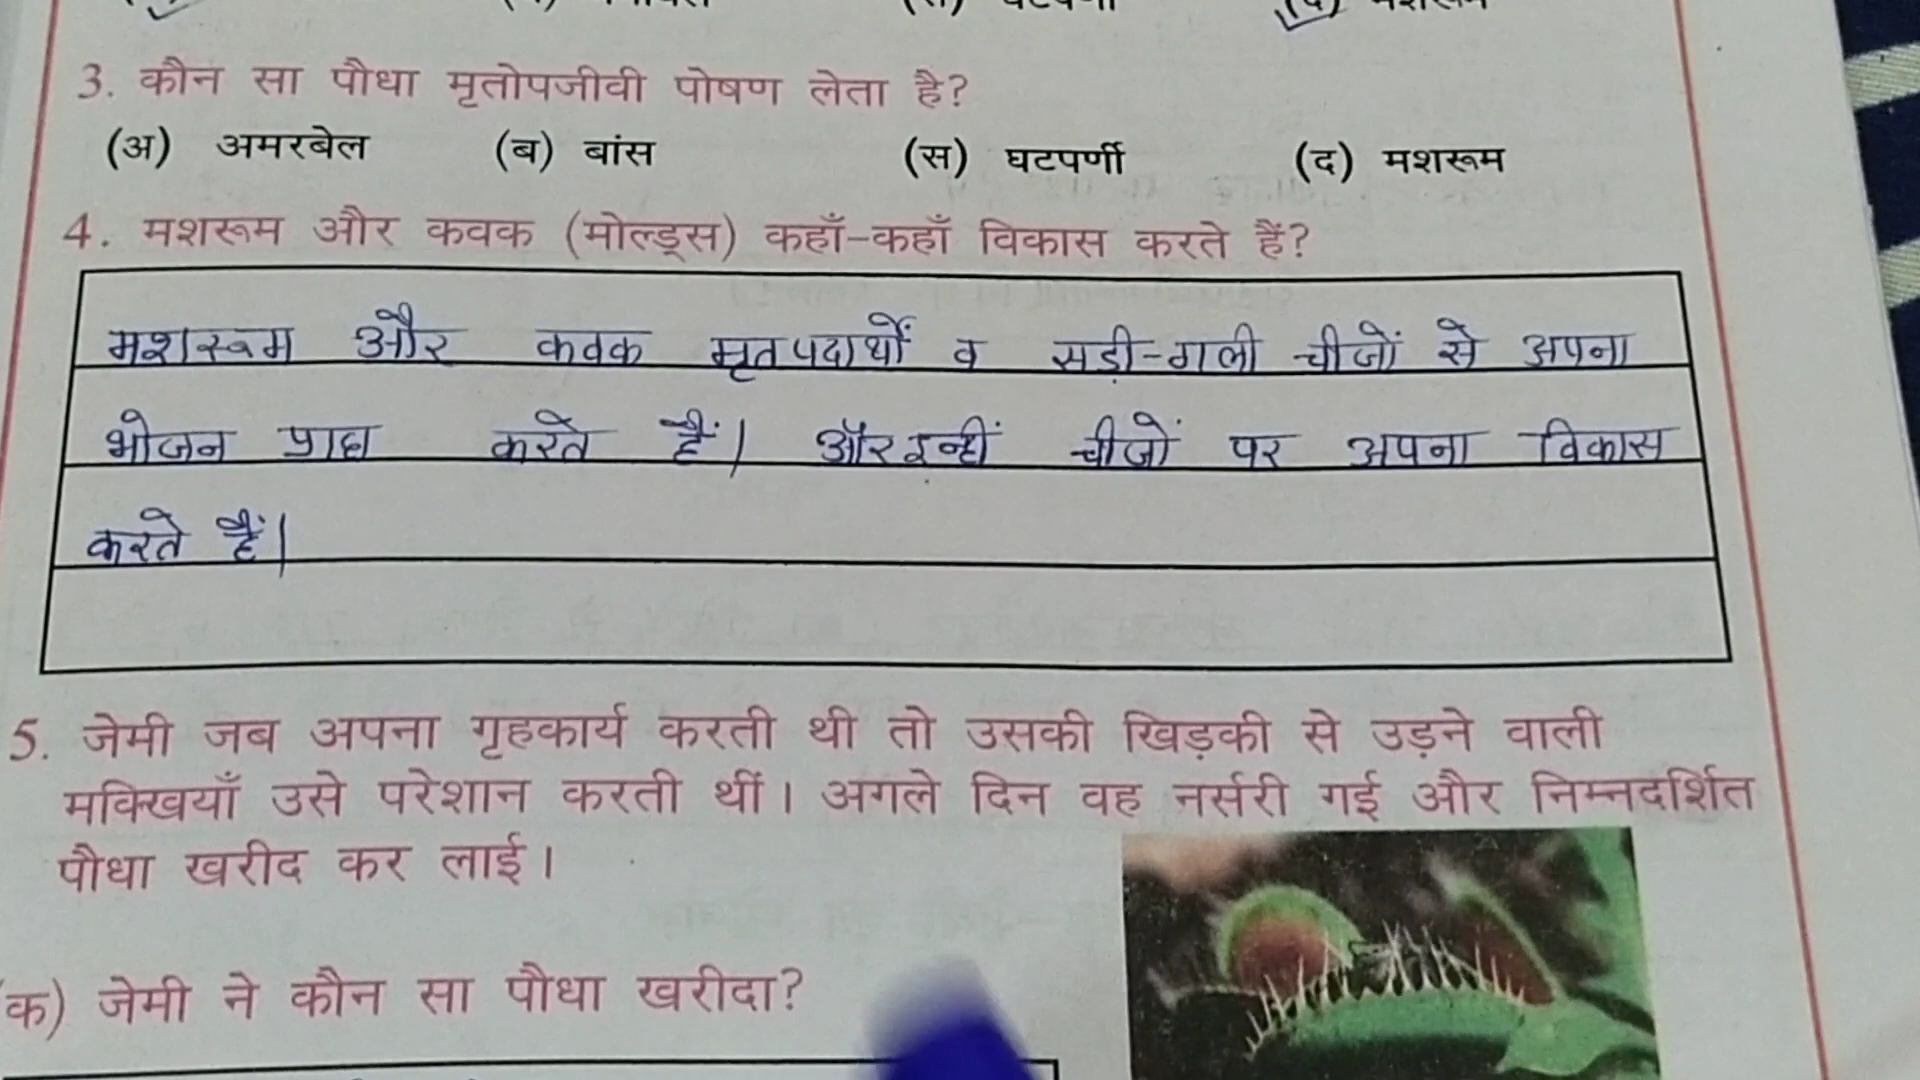 3. कौन सा पौधा मृतोपजीवी पोषण लेता है?
(अ) अमरबेल (ब) बांस (स) घटपर्णी (द) मशरूम
4. मशरूम और कवक (मोल्ड्स) कहाँ-कहाँ विकास करते हैं?
मशरूम और कवक मृत पदार्थों व सड़ी-गली चीजों से अपना
भोजन प्राप्त करते हैं। और इन्हीं चीजों पर अपना विकास
करते हैं।
5. जेमी जब अपना गृहकार्य करती थी तो उसकी खिड़की से उड़ने वाली
मक्खियाँ उसे परेशान करती थीं। अगले दिन वह नर्सरी गई और निम्नदर्शित
पौधा खरीद कर लाई।
(क) जेमी ने कौन सा पौधा खरीदा?